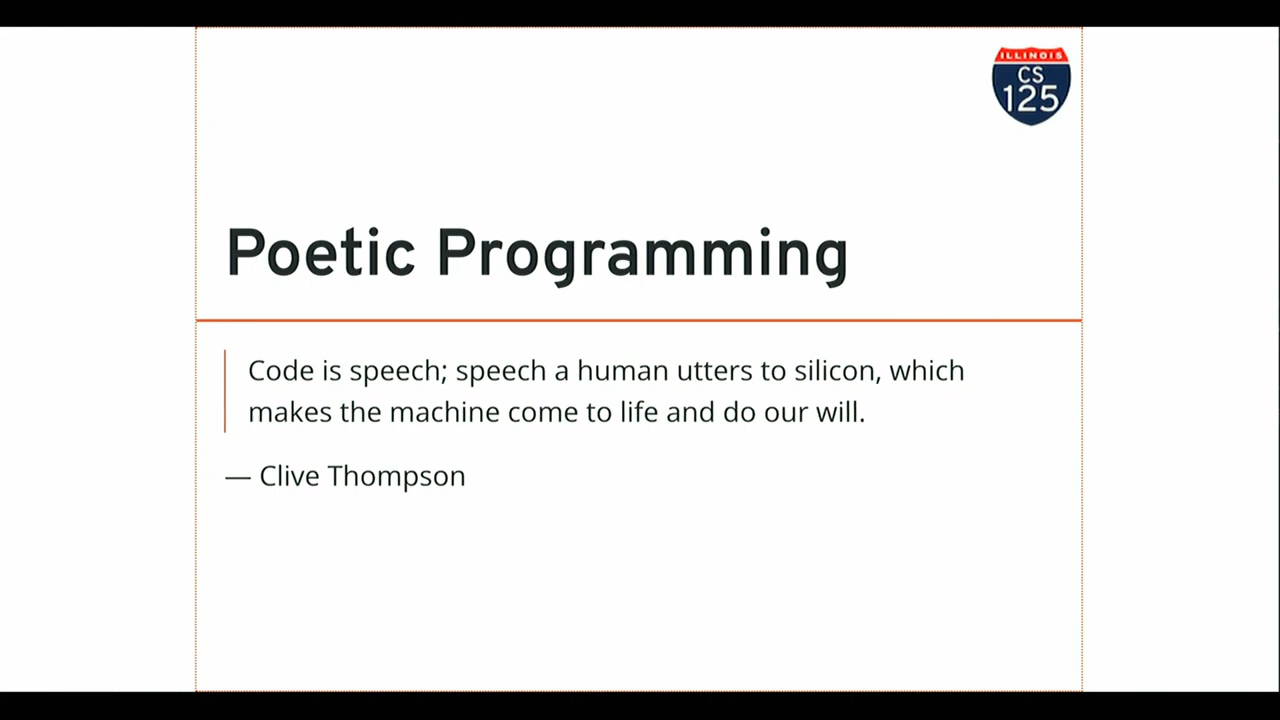 ILLINOIS
CS
125
Poetic Programming
Code is speech; speech a human utters to silicon, which
makes the machine come to life and do our will.
— Clive Thompson